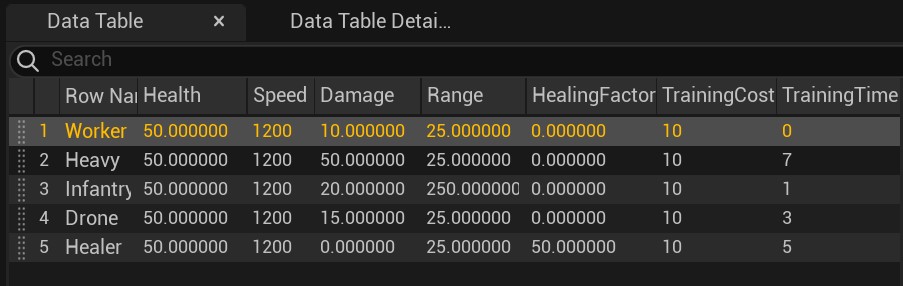 Data Table × Data Table Detai...
Search
Row Nar Health Speed Damage Range HealingFactor TrainingCost TrainingTime
1 Worker 50.000000 1200 10.000000 25.000000 0.000000 10 0
2 Heavy 50.000000 1200 50.000000 25.000000 0.000000 10 7
3 Infantry 50.000000 1200 20.000000 250.000000 0.000000 10 1
4 Drone 50.000000 1200 15.000000 25.000000 0.000000 10 3
5 Healer 50.000000 1200 0.000000 25.000000 50.000000 10 5